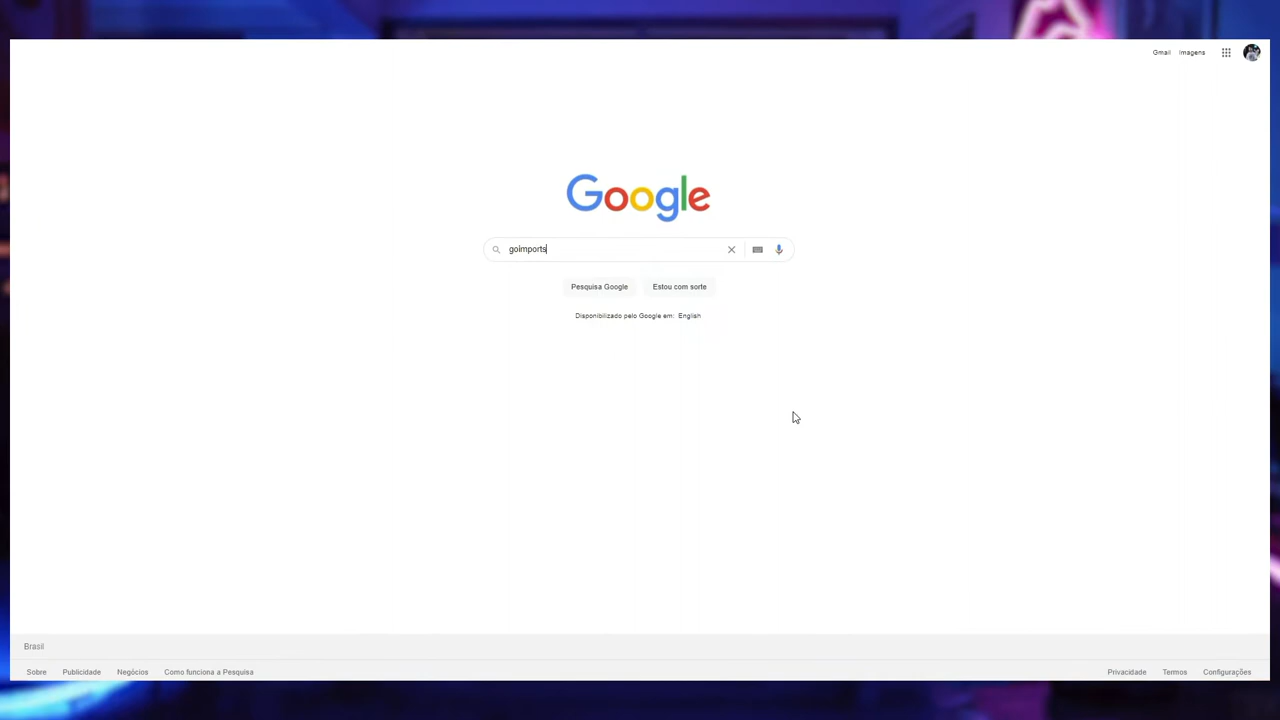 Gmail Imagens
Google
goimports
Pesquisa Google Estou com sorte
Disponibilizado pelo Google em: English
Brasil
Sobre Publicidade Negócios Como funciona a Pesquisa Privacidade Termos Configurações